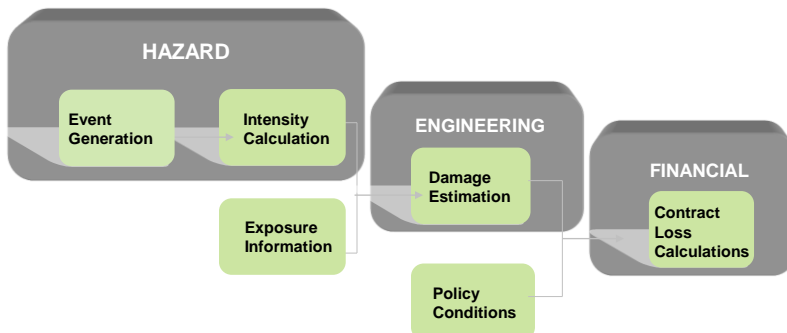 HAZARD
Event
Generation
Intensity
Calculation
Exposure
Information
ENGINEERING
Damage
Estimation
Policy
Conditions
FINANCIAL
Contract
Loss
Calculations